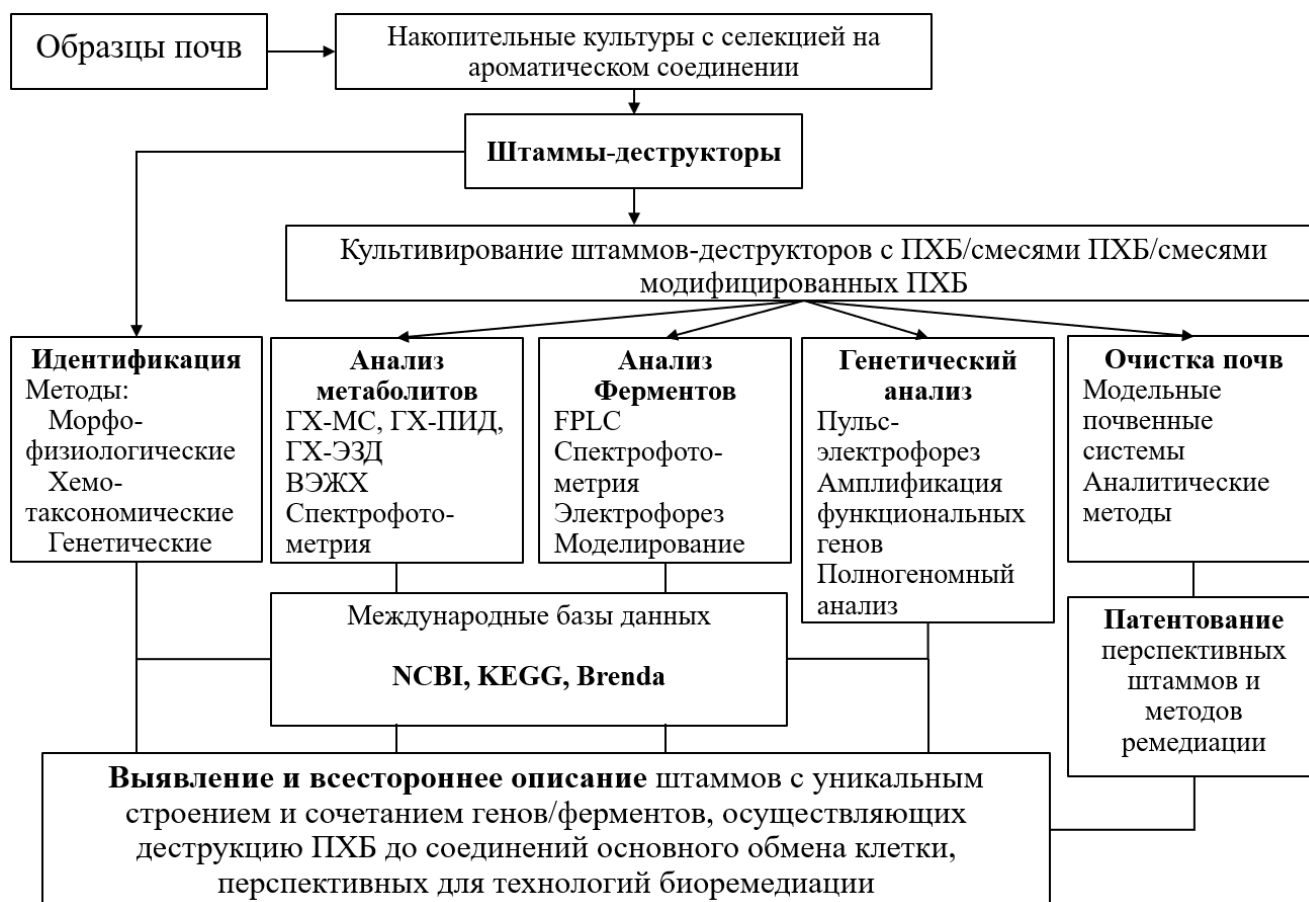 Образцы почв
Накопительные культуры с селекцией на
ароматическом соединении
Штаммы-деструкторы
Культивирование штаммов-деструкторов с ПХБ/смесями ПХБ/смесями
модифицированных ПХБ
Идентификация
Методы:
Морфо-
физиологические
Хемо-
таксономические
Генетические
Анализ
метаболитов
ГХ-МС, ГХ-ПИД,
ГХ-ЭЗД
ВЭЖХ
Спектрофото-
метрия
Анализ
Ферментов
FPLC
Спектрофото-
метрия
Электрофорез
Моделирование
Генетический
анализ
Пульс-
электрофорез
Амплификация
функциональных
генов
Полногеномный
анализ
Очистка почв
Модельные
почвенные
системы
Аналитические
методы
Международные базы данных
NCBI, KEGG, Brenda
Патентование
перспективных
штаммов и
методов
ремедиации
Выявление и всестороннее описание штаммов с уникальным
строением и сочетанием генов/ферментов, осуществляющих
деструкцию ПХБ до соединений основного обмена клетки,
перспективных для технологий биоремедиации